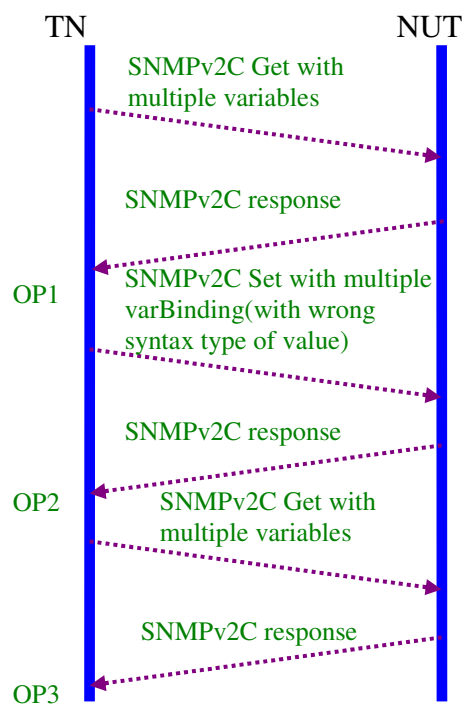 TN NUT
SNMPv2C Get with
multiple variables
SNMPv2C response
OP1
SNMPv2C Set with multiple
varBinding(with wrong
syntax type of value)
SNMPv2C response
OP2
SNMPv2C Get with
multiple variables
SNMPv2C response
OP3